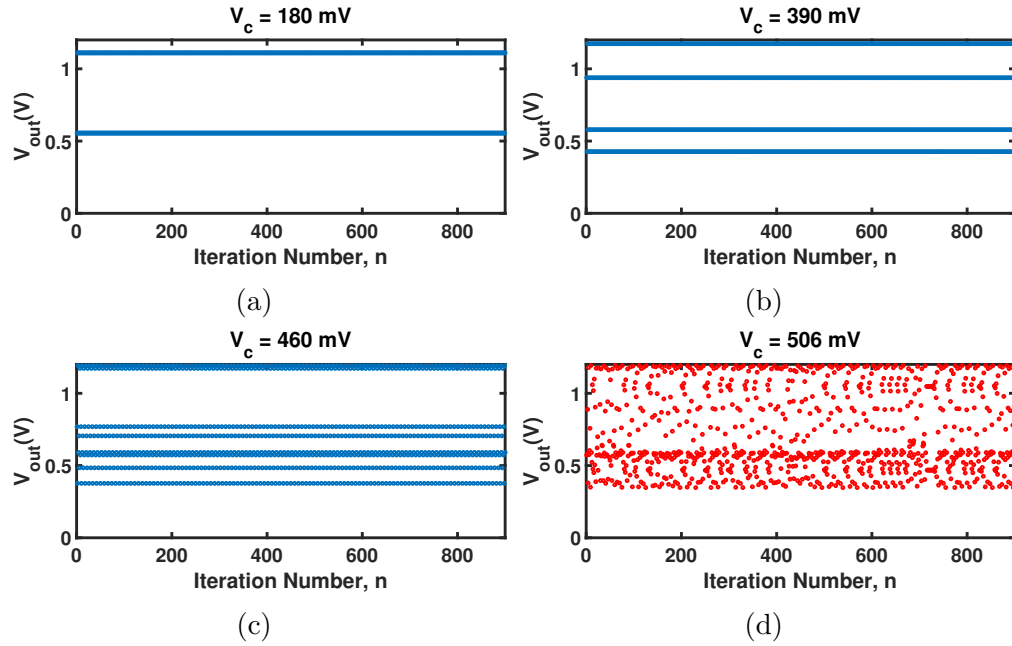 V_c = 180 mV
V_out(V)
1
0.5
0
0 200 400 600 800
Iteration Number, n
(a)
V_c = 390 mV
V_out(V)
1
0.5
0
0 200 400 600 800
Iteration Number, n
(b)
V_c = 460 mV
V_out(V)
1
0.5
0
0 200 400 600 800
Iteration Number, n
(c)
V_c = 506 mV
V_out(V)
1
0.5
0
0 200 400 600 800
Iteration Number, n
(d)